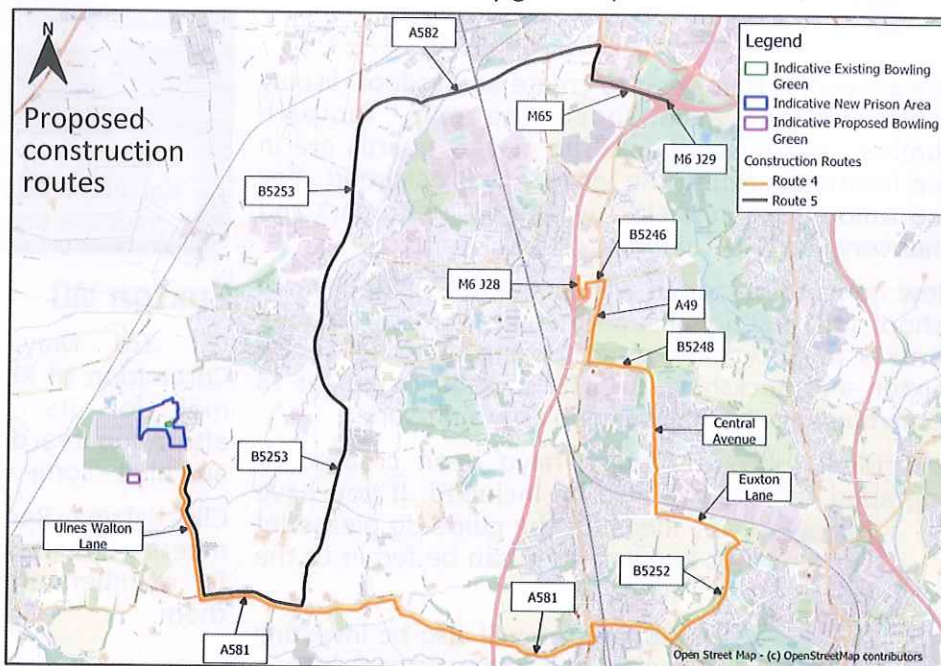 N
Proposed
construction
routes
A582
M65
M6 J29
B5253
B5246
M6 J28
A49
B5248
Central
Avenue
B5253
Euxton
Lane
Ulnes Walton
Lane
B5252
A581
A581
Legend
Indicative Existing Bowling
Green
Indicative New Prison Area
Indicative Proposed Bowling
Green
Construction Routes
Route 4
Route 5
Open Street Map - (c) OpenStreetMap contributors